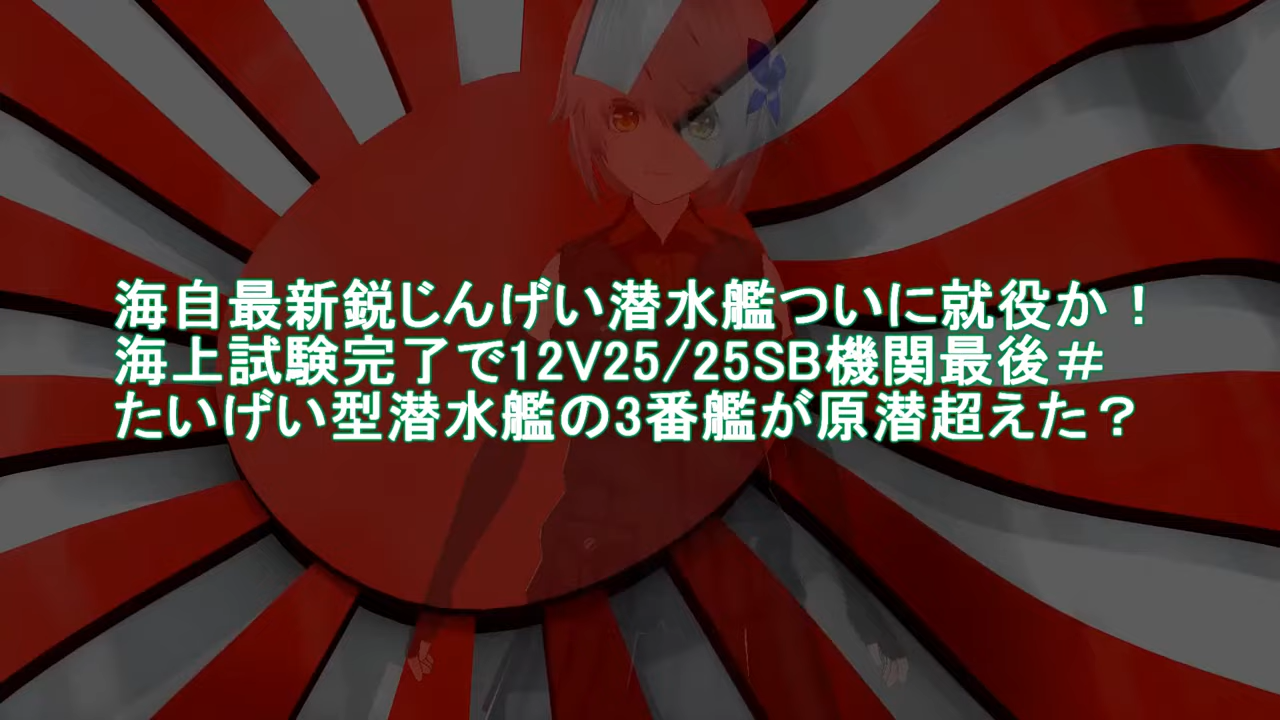 海自最新鋭じんげい潜水艦ついに就役か！
海上試験完了で12V25/25SB機関最後＃
たいげい型潜水艦の3番艦が原潜超えた？